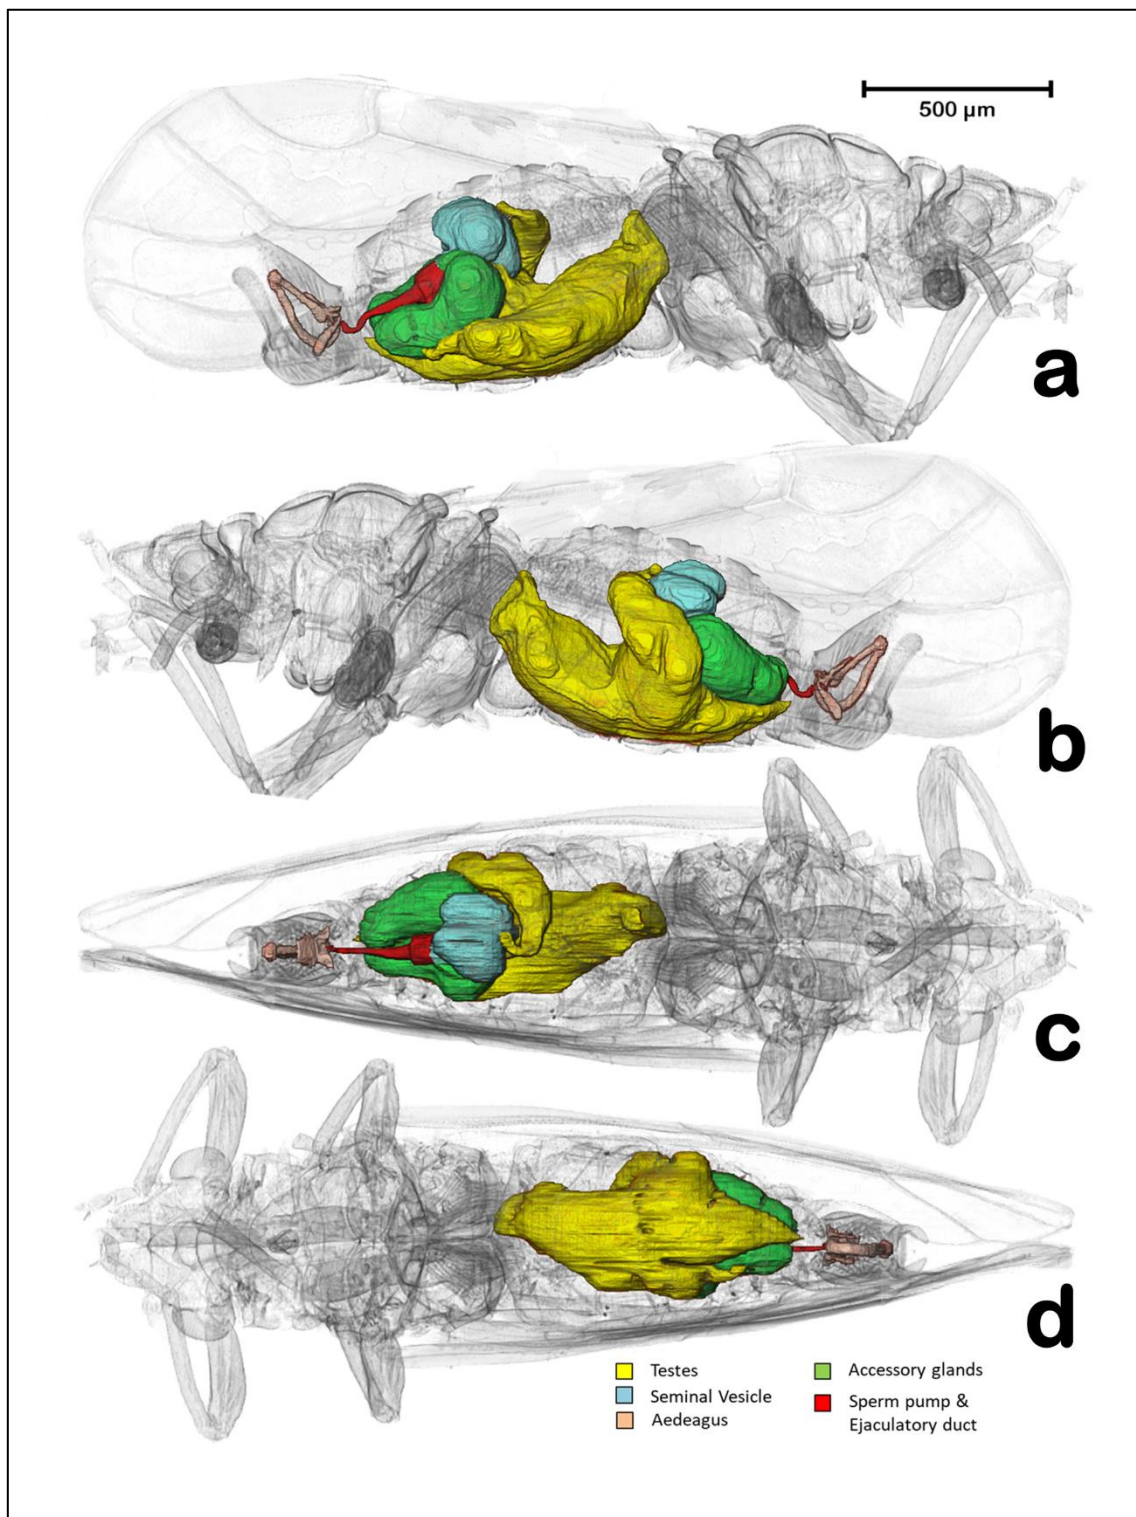 500 µm
a
b
c
d
Testes
Seminal Vesicle
Aedeagus
Accessory glands
Sperm pump &
Ejaculatory duct